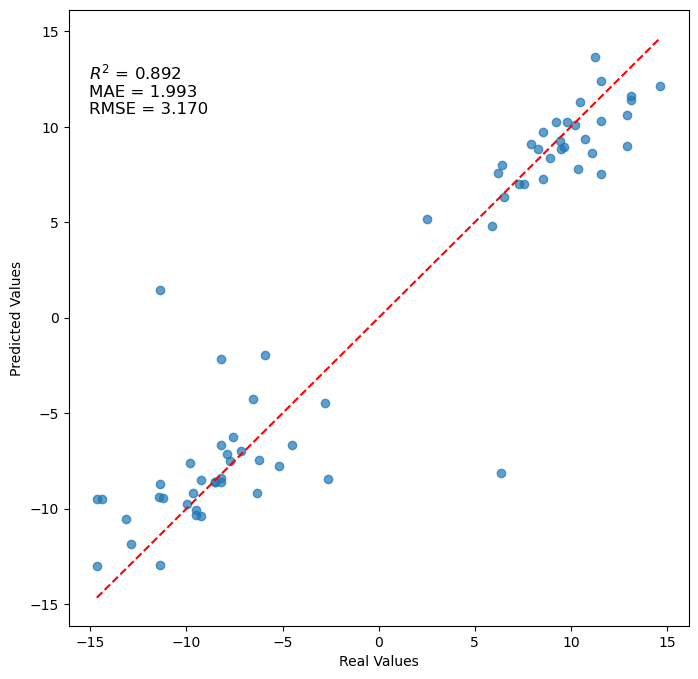 R² = 0.892
MAE = 1.993
RMSE = 3.170
15
10
5
0
−5
−10
−15
Predicted Values
−15 −10 −5 0 5 10 15
Real Values